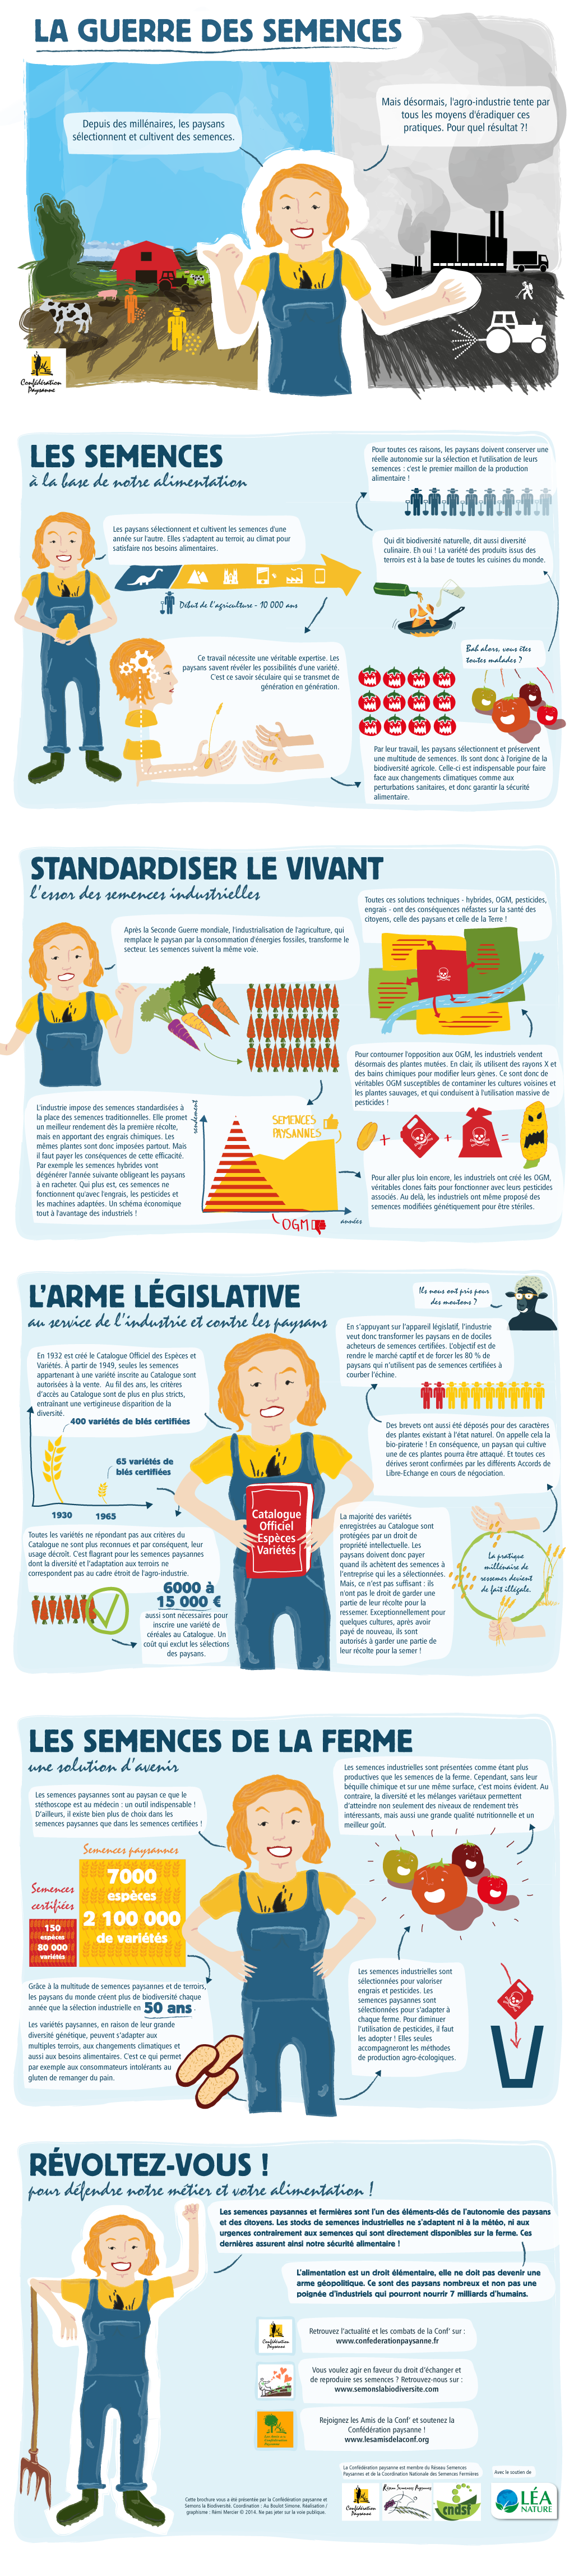 LA GUERRE DES SEMENCES
Depuis des millénaires, les paysans
sélectionnent et cultivent des semences.
Mais désormais, l'agro-industrie tente par
tous les moyens d'éradiquer ces
pratiques. Pour quel résultat ?!
Confédération
Paysanne
LES SEMENCES
à la base de notre alimentation
Les paysans sélectionnent et cultivent les semences d'une
année sur l'autre. Elles s'adaptent au terroir, au climat pour
satisfaire nos besoins alimentaires.
Début de l'agriculture - 10 000 ans
Ce travail nécessite une véritable expertise. Les
paysans savent révéler les possibilités d'une variété.
C'est ce savoir séculaire qui se transmet de
génération en génération.
Par leur travail, les paysans sélectionnent et préservent
une multitude de semences. Ils sont donc à l'origine de la
biodiversité agricole. Celle-ci est indispensable pour faire
face aux changements climatiques comme aux
perturbations sanitaires, et donc garantir la sécurité
alimentaire.
Bah alors, vous êtes
toutes malades ?
Qui dit biodiversité naturelle, dit aussi diversité
culinaire. Eh oui ! La variété des produits issus des
terroirs est à la base de toutes les cuisines du monde.
Pour toutes ces raisons, les paysans doivent conserver une
réelle autonomie sur la sélection et l'utilisation de leurs
semences : c'est le premier maillon de la production
alimentaire !
STANDARDISER LE VIVANT
l'essor des semences industrielles
Après la Seconde Guerre mondiale, l'industrialisation de l'agriculture, qui
remplace le paysan par la consommation d'énergies fossiles, transforme le
secteur. Les semences suivent la même voie.
L'industrie impose des semences standardisées à
la place des semences traditionnelles. Elle promet
un meilleur rendement dès la première récolte,
mais en apportant des engrais chimiques. Les
mêmes plantes sont donc imposées partout. Mais
il faut payer les conséquences de cette efficacité.
Par exemple les semences hybrides vont
dégénérer l'année suivante obligeant les paysans
à en racheter. Qui plus est, ces semences ne
fonctionnent qu'avec l'engrais, les pesticides et
les machines adaptées. Un schéma économique
tout à l'avantage des industriels !
rendement
SEMENCES
PAYSANNES
OGM
années
Pour aller plus loin encore, les industriels ont créé les OGM,
véritables clones faits pour fonctionner avec leurs pesticides
associés. Au delà, les industriels ont même proposé des
semences modifiées génétiquement pour être stériles.
Pour contourner l'opposition aux OGM, les industriels vendent
désormais des plantes mutées. En clair, ils utilisent des rayons X et
des bains chimiques pour modifier leurs gènes. Ce sont donc de
véritables OGM susceptibles de contaminer les cultures voisines et
les plantes sauvages, et qui conduisent à l'utilisation massive de
pesticides !
+ + =
Toutes ces solutions techniques - hybrides, OGM, pesticides,
engrais - ont des conséquences néfastes sur la santé des
citoyens, celle des paysans et celle de la Terre !
L'ARME LÉGISLATIVE
au service de l'industrie et contre les paysans
En 1932 est créé le Catalogue Officiel des Espèces et
Variétés. À partir de 1949, seules les semences
appartenant à une variété inscrite au Catalogue sont
autorisées à la vente. Au fil des ans, les critères
d'accès au Catalogue sont de plus en plus stricts,
entraînant une vertigineuse disparition de la
diversité.
400 variétés de blés certifiées
65 variétés de
blés certifiées
1930 1965
Toutes les variétés ne répondant pas aux critères du
Catalogue ne sont plus reconnues et par conséquent, leur
usage décroît. C'est flagrant pour les semences paysannes
dont la diversité et l'adaptation aux terroirs ne
correspondent pas au cadre étroit de l'agro-industrie.
6000 à
15 000 €
aussi sont nécessaires pour
inscrire une variété de
céréales au Catalogue. Un
coût qui exclut les sélections
des paysans.
Catalogue
Officiel
Espèces
Variétés
La majorité des variétés
enregistrées au Catalogue sont
protégées par un droit de
propriété intellectuelle. Les
paysans doivent donc payer
quand ils achètent des semences à
l'entreprise qui les a sélectionnées.
Mais, ce n'est pas suffisant : ils
n'ont pas le droit de garder une
partie de leur récolte pour la
ressemer. Exceptionnellement pour
quelques cultures, après avoir
payé de nouveau, ils sont
autorisés à garder une partie de
leur récolte pour la semer !
La pratique
millénaire de
ressemer devient
de fait illégale.
Des brevets ont aussi été déposés pour des caractères
des plantes existant à l'état naturel. On appelle cela la
bio-piraterie ! En conséquence, un paysan qui cultive
une de ces plantes pourra être attaqué. Et toutes ces
dérives seront confirmées par les différents Accords de
Libre-Echange en cours de négociation.
En s'appuyant sur l'appareil législatif, l'industrie
veut donc transformer les paysans en de dociles
acheteurs de semences certifiées. L'objectif est de
rendre le marché captif et de forcer les 80 % de
paysans qui n'utilisent pas de semences certifiées à
courber l'échine.
Ils nous ont pris pour
des moutons ?
LES SEMENCES DE LA FERME
une solution d'avenir
Les semences paysannes sont au paysan ce que le
stéthoscope est au médecin : un outil indispensable !
D'ailleurs, il existe bien plus de choix dans les
semences paysannes que dans les semences certifiées !
Semences paysannes
7000
espèces
2 100 000
de variétés
Semences
certifiées
150
espèces
80 000
variétés
Grâce à la multitude de semences paysannes et de terroirs,
les paysans du monde créent plus de biodiversité chaque
année que la sélection industrielle en 50 ans.
Les variétés paysannes, en raison de leur grande
diversité génétique, peuvent s'adapter aux
multiples terroirs, aux changements climatiques et
aussi aux besoins alimentaires. C'est ce qui permet
par exemple aux consommateurs intolérants au
gluten de remanger du pain.
Les semences industrielles sont
sélectionnées pour valoriser
engrais et pesticides. Les
semences paysannes sont
sélectionnées pour s'adapter à
chaque ferme. Pour diminuer
l'utilisation de pesticides, il faut
les adopter ! Elles seules
accompagneront les méthodes
de production agro-écologiques.
Les semences industrielles sont présentées comme étant plus
productives que les semences de la ferme. Cependant, sans leur
béquille chimique et sur une même surface, c'est moins évident. Au
contraire, la diversité et les mélanges variétaux permettent
d'atteindre non seulement des niveaux de rendement très
intéressants, mais aussi une grande qualité nutritionnelle et un
meilleur goût.
RÉVOLTEZ-VOUS !
pour défendre notre métier et votre alimentation !
Les semences paysannes et fermières sont l'un des éléments-clés de l'autonomie des paysans
et des citoyens. Les stocks de semences industrielles ne s'adaptent ni à la météo, ni aux
urgences contrairement aux semences qui sont directement disponibles sur la ferme. Ces
dernières assurent ainsi notre sécurité alimentaire !
L'alimentation est un droit élémentaire, elle ne doit pas devenir une
arme géopolitique. Ce sont des paysans nombreux et non pas une
poignée d'industriels qui pourront nourrir 7 milliards d'humains.
Confédération
Paysanne
Retrouvez l'actualité et les combats de la Conf' sur :
www.confederationpaysanne.fr
Vous voulez agir en faveur du droit d'échanger et
de reproduire ses semences ? Retrouvez-nous sur :
www.semonslabiodiversite.com
Rejoignez les Amis de la Conf' et soutenez la
Confédération paysanne !
www.lesamisdelaconf.org
La Confédération paysanne est membre du Réseau Semences
Paysannes et de la Coordination Nationale des Semences Fermières
Avec le soutien de
Confédération
Paysanne
Réseau Semences Paysannes
cndsf
LÉA
NATURE
Cette brochure vous a été présentée par la Confédération paysanne et
Semons la Biodiversité. Coordination : Au Boulot Simone. Réalisation /
graphisme : Rémi Mercier © 2014. Ne pas jeter sur la voie publique.